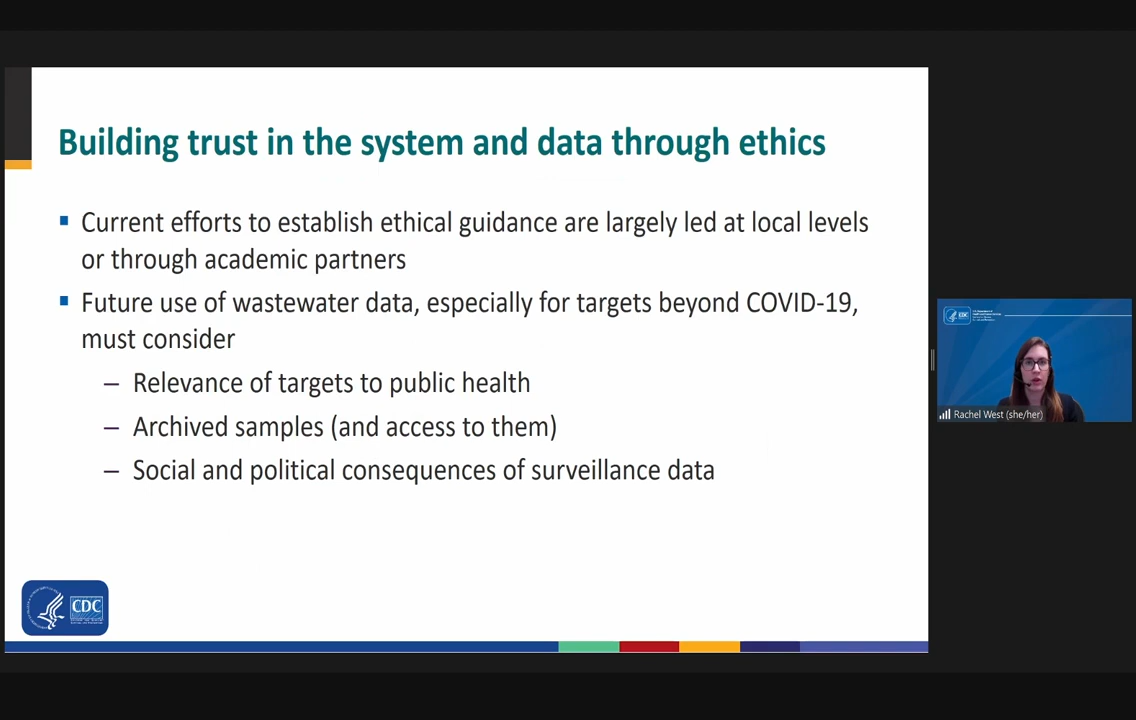 Building trust in the system and data through ethics
Current efforts to establish ethical guidance are largely led at local levels
or through academic partners
Future use of wastewater data, especially for targets beyond COVID-19,
must consider
– Relevance of targets to public health
– Archived samples (and access to them)
– Social and political consequences of surveillance data
CDC
CDC
Rachel West (she/her)